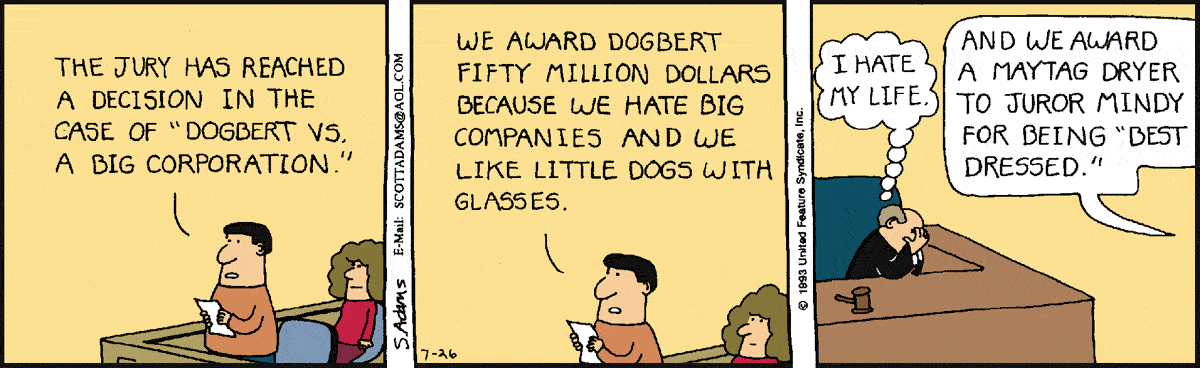 THE JURY HAS REACHED
A DECISION IN THE
CASE OF "DOGBERT VS.
A BIG CORPORATION."
S.Adams
E-Mail: SCOTTADAMS@AOL.COM
WE AWARD DOGBERT
FIFTY MILLION DOLLARS
BECAUSE WE HATE BIG
COMPANIES AND WE
LIKE LITTLE DOGS WITH
GLASSES.
7-26
© 1993 United Feature Syndicate, Inc.
I HATE
MY LIFE.
AND WE AWARD
A MAYTAG DRYER
TO JUROR MINDY
FOR BEING "BEST
DRESSED."